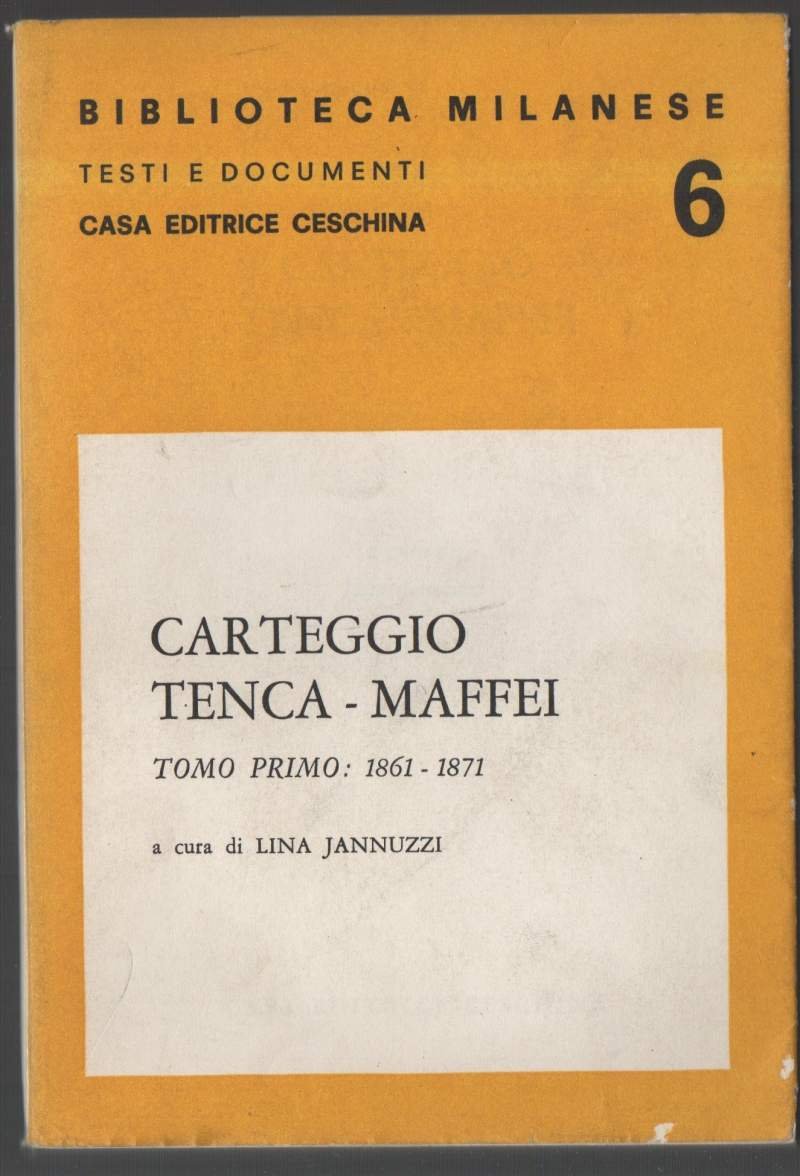 BIBLIOTECA MILANESE
TESTI E DOCUMENTI
CASA EDITRICE CESCHINA
6
CARTEGGIO
TENCA - MAFFEI
TOMO PRIMO: 1861 - 1871
a cura di LINA JANNUZZI